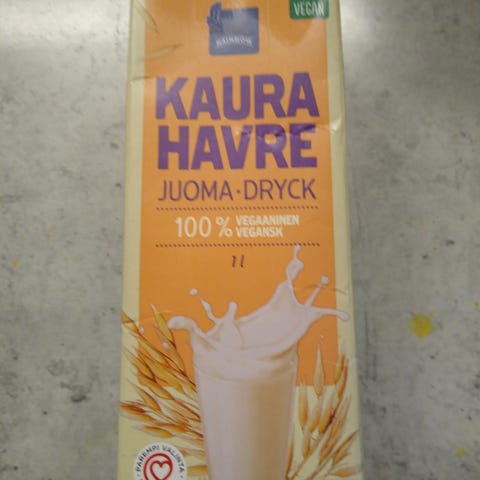 VEGAN
RAINBOW
KAURA
HAVRE
JUOMA·DRYCK
100% VEGAANINEN
VEGANSK
1 l
PAREMPI VALINTA